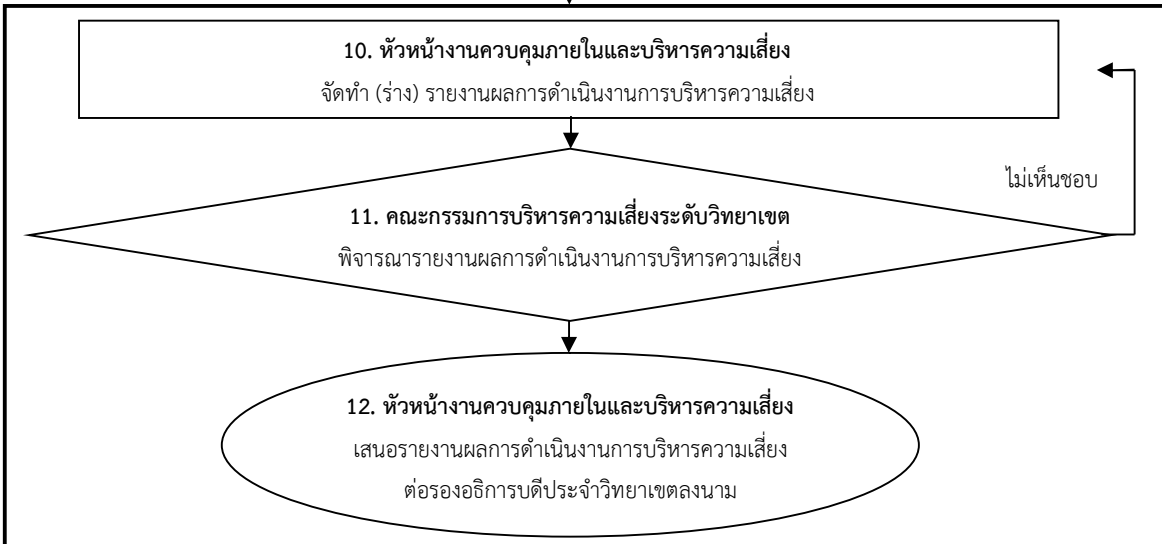 10. หัวหน้างานควบคุมภายในและบริหารความเสี่ยง
จัดทำ (ร่าง) รายงานผลการดำเนินงานการบริหารความเสี่ยง
ไม่เห็นชอบ
11. คณะกรรมการบริหารความเสี่ยงระดับวิทยาเขต
พิจารณารายงานผลการดำเนินงานการบริหารความเสี่ยง
12. หัวหน้างานควบคุมภายในและบริหารความเสี่ยง
เสนอรายงานผลการดำเนินงานการบริหารความเสี่ยง
ต่อรองอธิการบดีประจำวิทยาเขตลงนาม